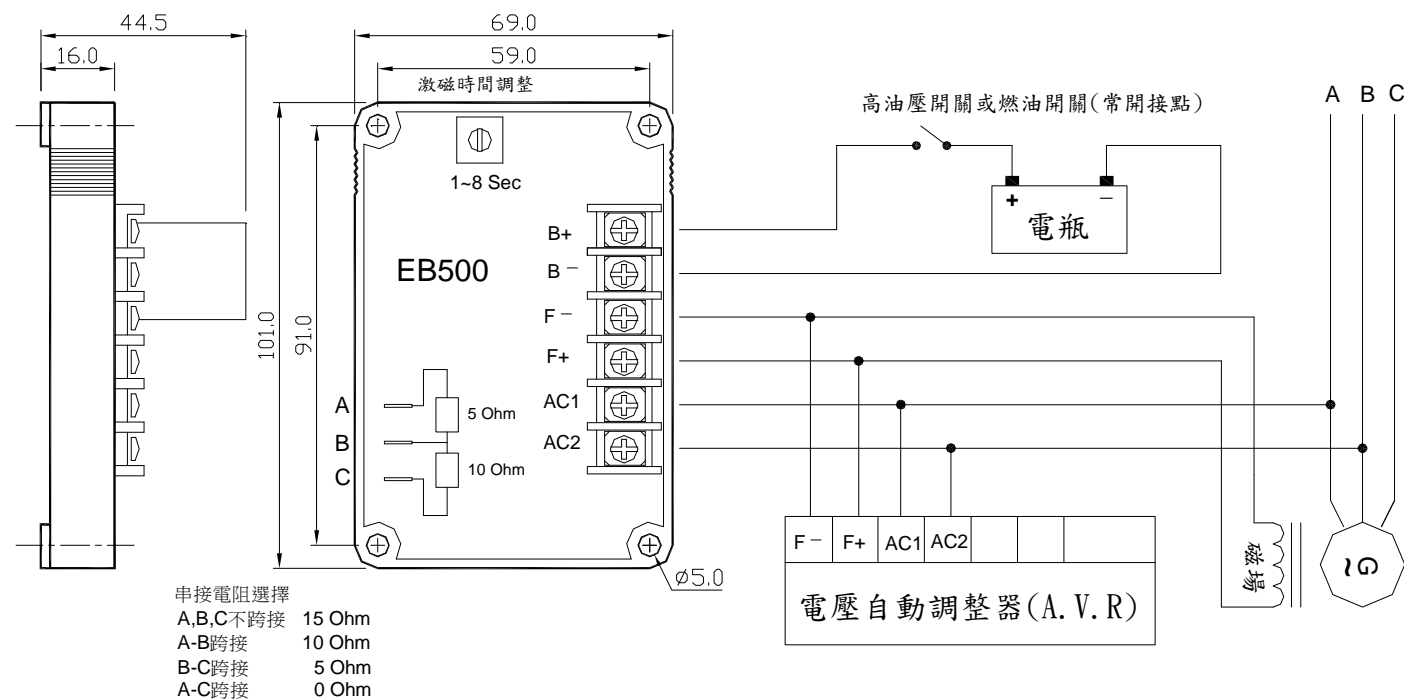 44.5
16.0
69.0
59.0
激磁時間調整
1~8 Sec
101.0
91.0
EB500
B+
B－
F－
F+
AC1
AC2
A
B
C
5 Ohm
10 Ohm
ø5.0
串接電阻選擇
A,B,C不跨接 15 Ohm
A-B跨接 10 Ohm
B-C跨接 5 Ohm
A-C跨接 0 Ohm
高油壓開關或燃油開關(常開接點)
+ －
電瓶
A B C
F－ F+ AC1 AC2
電壓自動調整器(A.V.R)
磁場
G
~